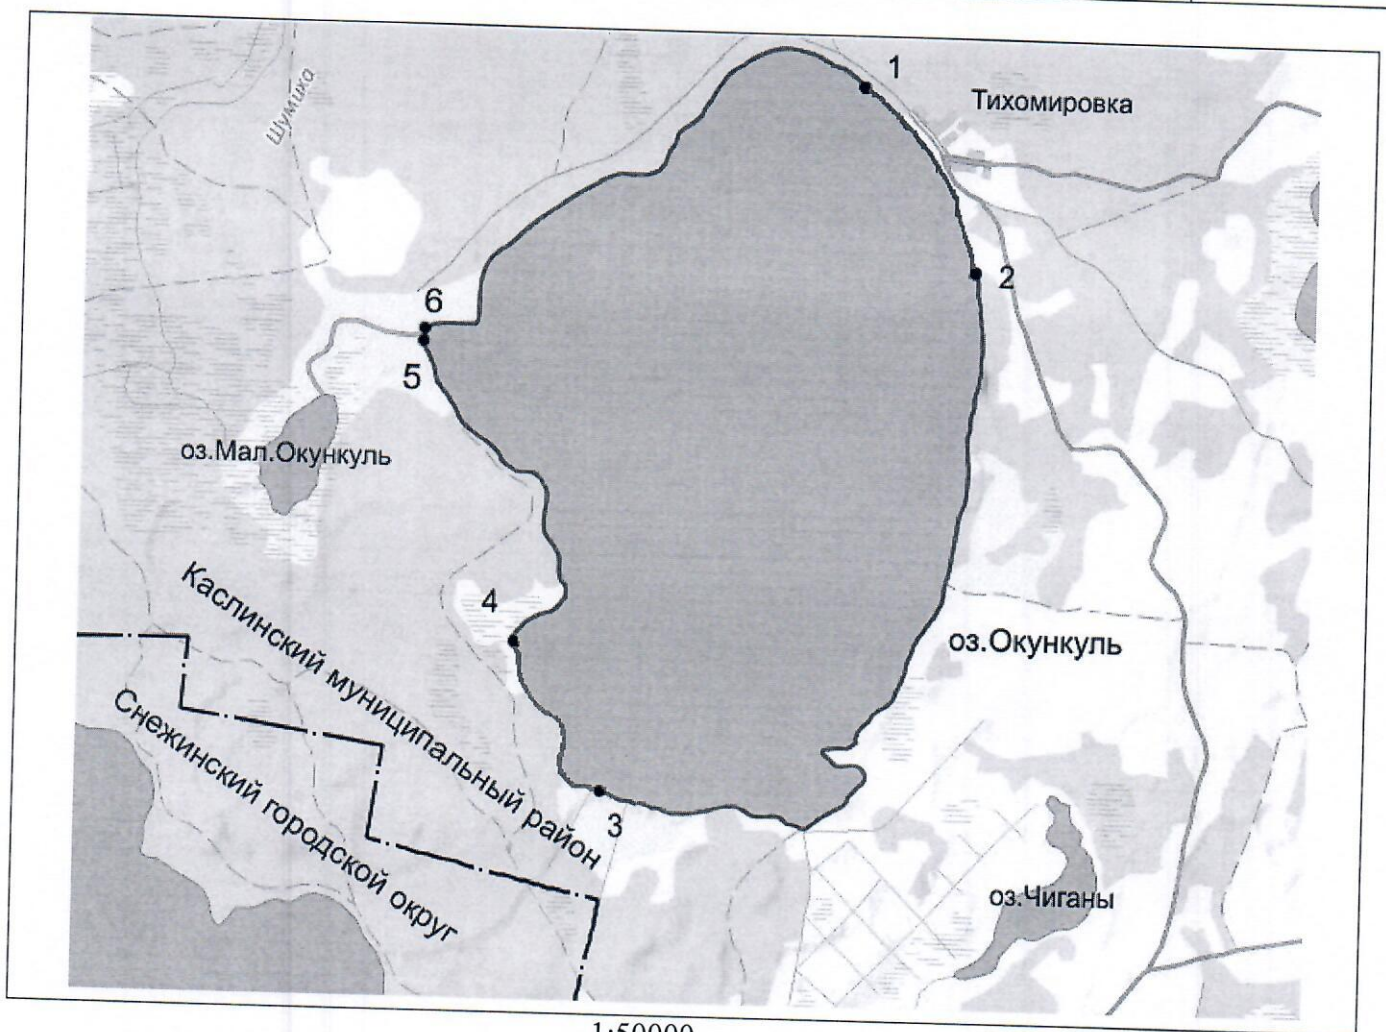 1
Тихомировка
Шумиха
2
6
5
оз.Мал.Окункуль
4
оз.Окункуль
Каслинский муниципальный район
Снежинский городской округ
3
оз.Чиганы
1:50000